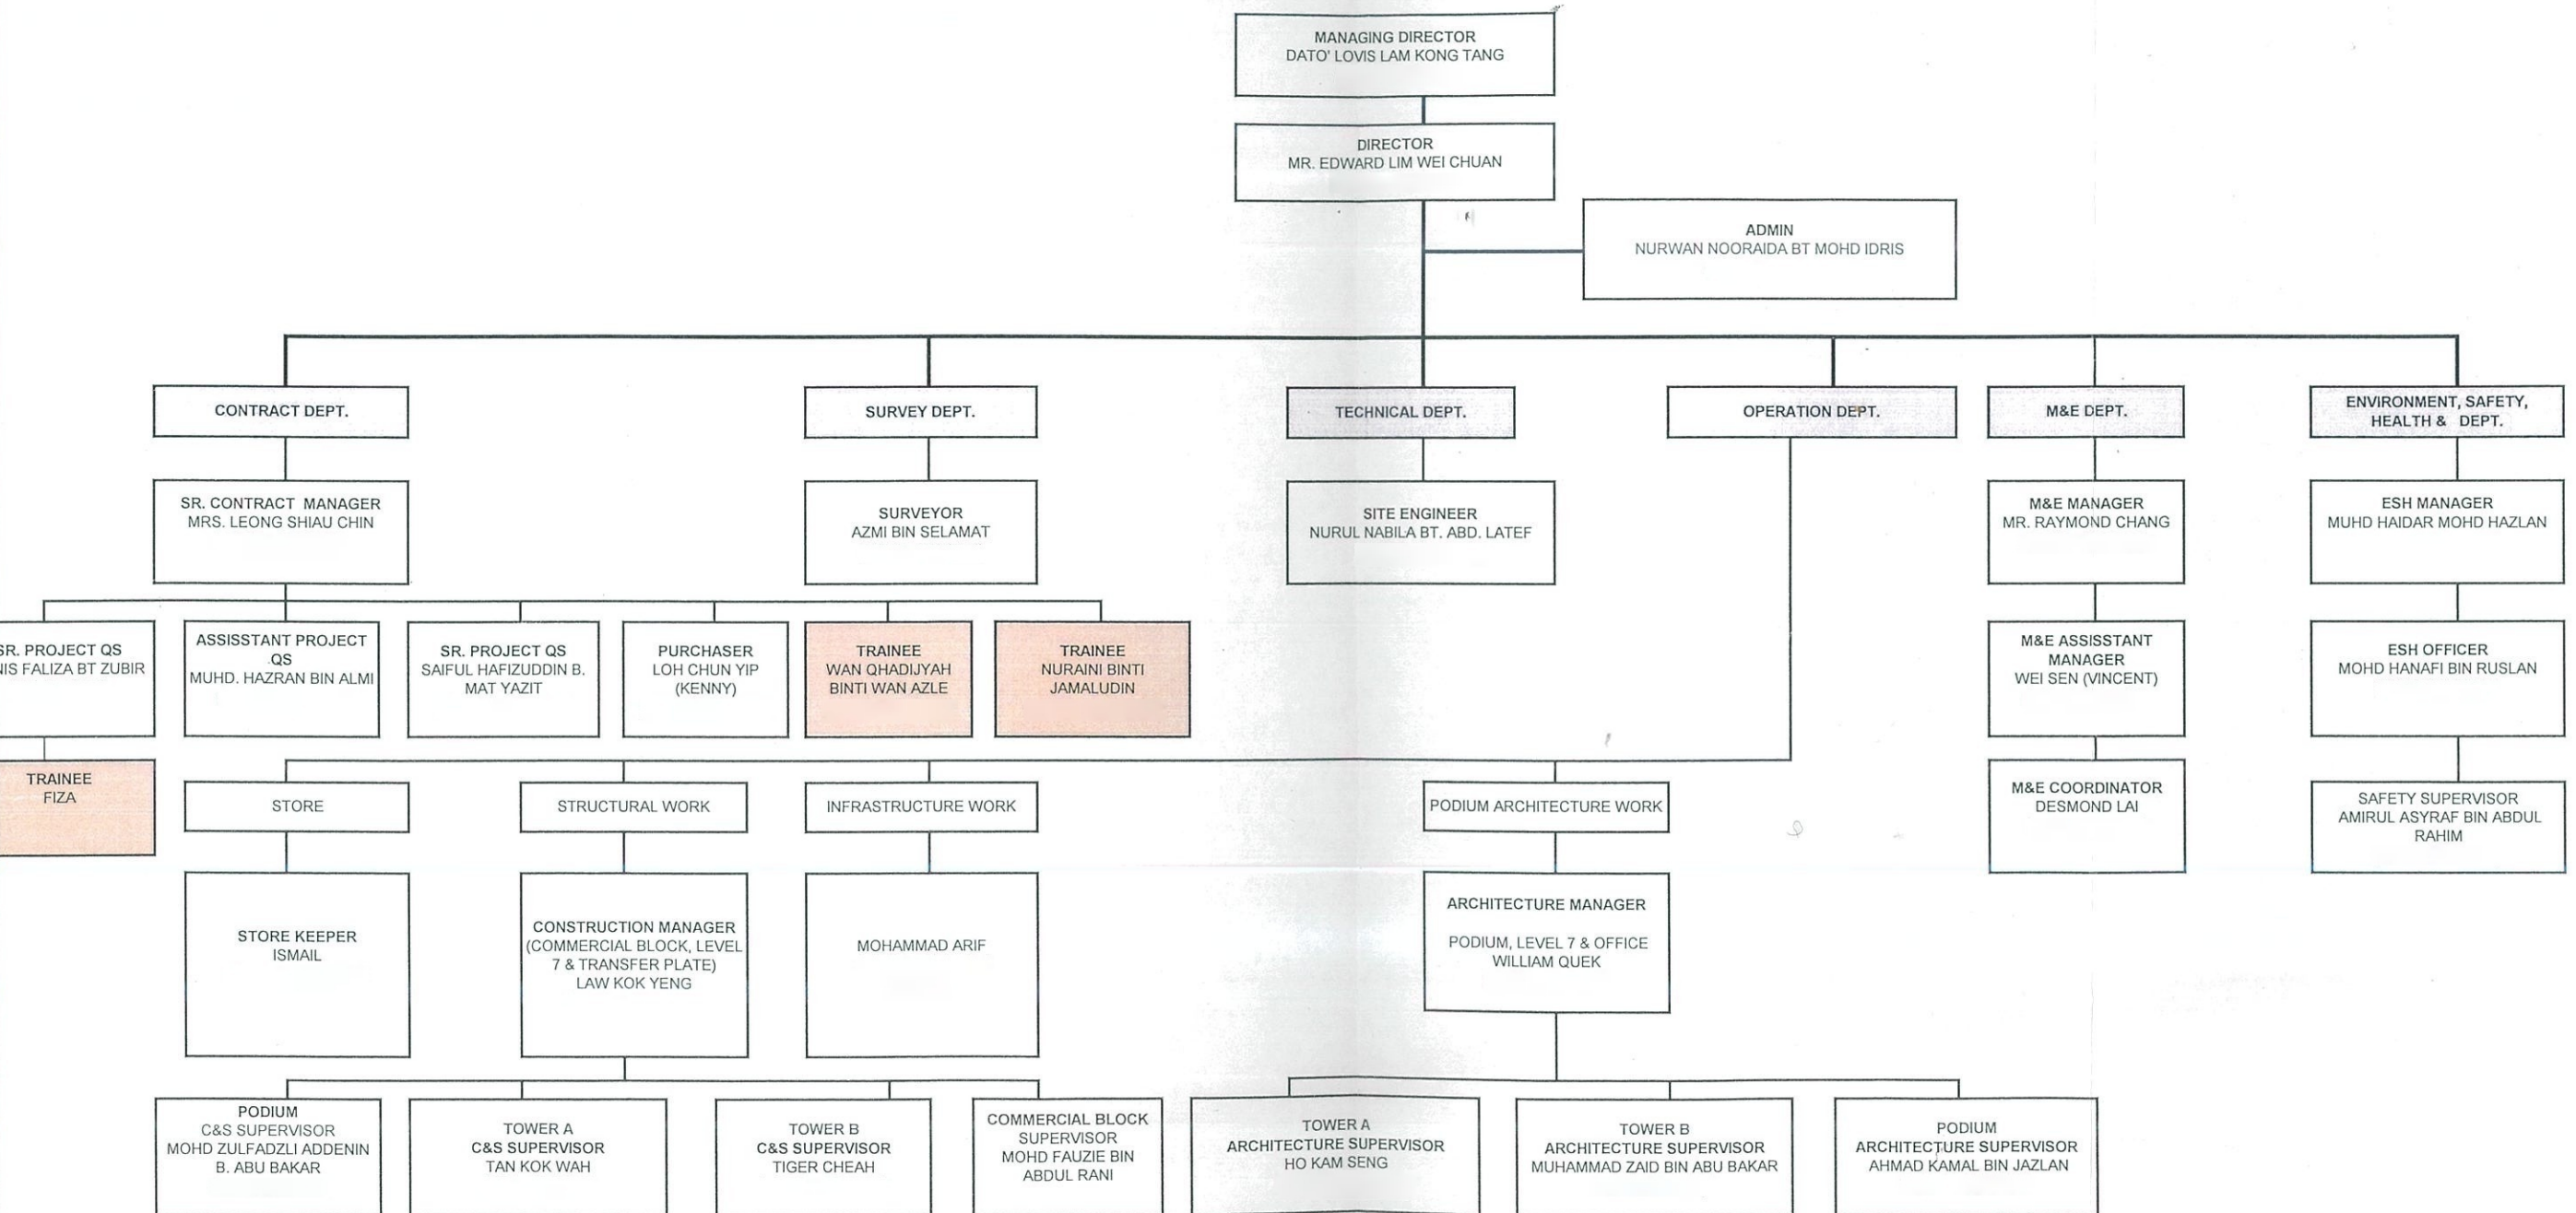 MANAGING DIRECTOR
DATO' LOVIS LAM KONG TANG
DIRECTOR
MR. EDWARD LIM WEI CHUAN
ADMIN
NURWAN NOORAIDA BT MOHD IDRIS
CONTRACT DEPT.
SURVEY DEPT.
TECHNICAL DEPT.
OPERATION DEPT.
M&E DEPT.
ENVIRONMENT, SAFETY,
HEALTH & DEPT.
SR. CONTRACT MANAGER
MRS. LEONG SHIAU CHIN
SURVEYOR
AZMI BIN SELAMAT
SITE ENGINEER
NURUL NABILA BT. ABD. LATEF
M&E MANAGER
MR. RAYMOND CHANG
ESH MANAGER
MUHD HAIDAR MOHD HAZLAN
SR. PROJECT QS
FALIZA BT ZUBIR
ASSISSTANT PROJECT
QS
MUHD. HAZRAN BIN ALMI
SR. PROJECT QS
SAIFUL HAFIZUDDIN B.
MAT YAZIT
PURCHASER
LOH CHUN YIP
(KENNY)
TRAINEE
WAN QHADIJYAH
BINTI WAN AZLE
TRAINEE
NURAINI BINTI
JAMALUDIN
M&E ASSISSTANT
MANAGER
WEI SEN (VINCENT)
ESH OFFICER
MOHD HANAFI BIN RUSLAN
TRAINEE
FIZA
STORE
STRUCTURAL WORK
INFRASTRUCTURE WORK
PODIUM ARCHITECTURE WORK
M&E COORDINATOR
DESMOND LAI
SAFETY SUPERVISOR
AMIRUL ASYRAF BIN ABDUL
RAHIM
STORE KEEPER
ISMAIL
CONSTRUCTION MANAGER
(COMMERCIAL BLOCK, LEVEL
7 & TRANSFER PLATE)
LAW KOK YENG
MOHAMMAD ARIF
ARCHITECTURE MANAGER
PODIUM, LEVEL 7 & OFFICE
WILLIAM QUEK
PODIUM
C&S SUPERVISOR
MOHD ZULFADZLI ADDENIN
B. ABU BAKAR
TOWER A
C&S SUPERVISOR
TAN KOK WAH
TOWER B
C&S SUPERVISOR
TIGER CHEAH
COMMERCIAL BLOCK
SUPERVISOR
MOHD FAUZIE BIN
ABDUL RANI
TOWER A
ARCHITECTURE SUPERVISOR
HO KAM SENG
TOWER B
ARCHITECTURE SUPERVISOR
MUHAMMAD ZAID BIN ABU BAKAR
PODIUM
ARCHITECTURE SUPERVISOR
AHMAD KAMAL BIN JAZLAN